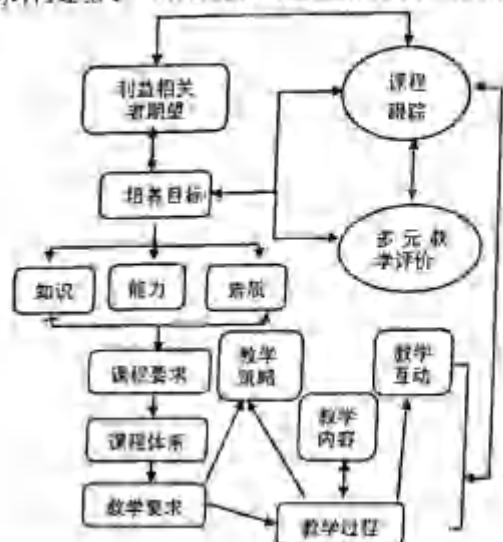 利益相关
者期望
课程
跟踪
培养目标
多元教
学评价
知识
能力
素质
课程要求
教学
策略
教学
互动
教学
内容
课程体系
教学要求
教学过程